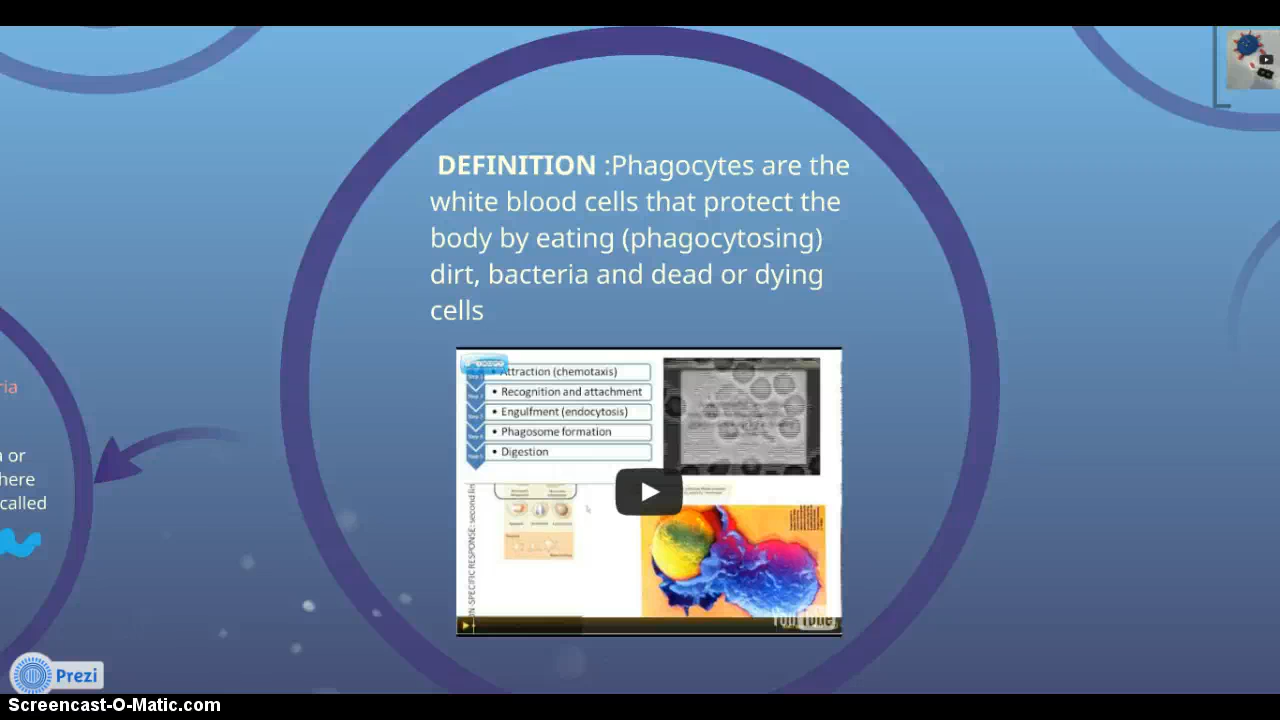 DEFINITION :Phagocytes are the
white blood cells that protect the
body by eating (phagocytosing)
dirt, bacteria and dead or dying
cells
• Attraction (chemotaxis)
• Recognition and attachment
• Engulfment (endocytosis)
• Phagosome formation
• Digestion
N-SPECIFIC RESPONSE: second lin
YouTube
ria
a or
here
called
Prezi
Screencast-O-Matic.com